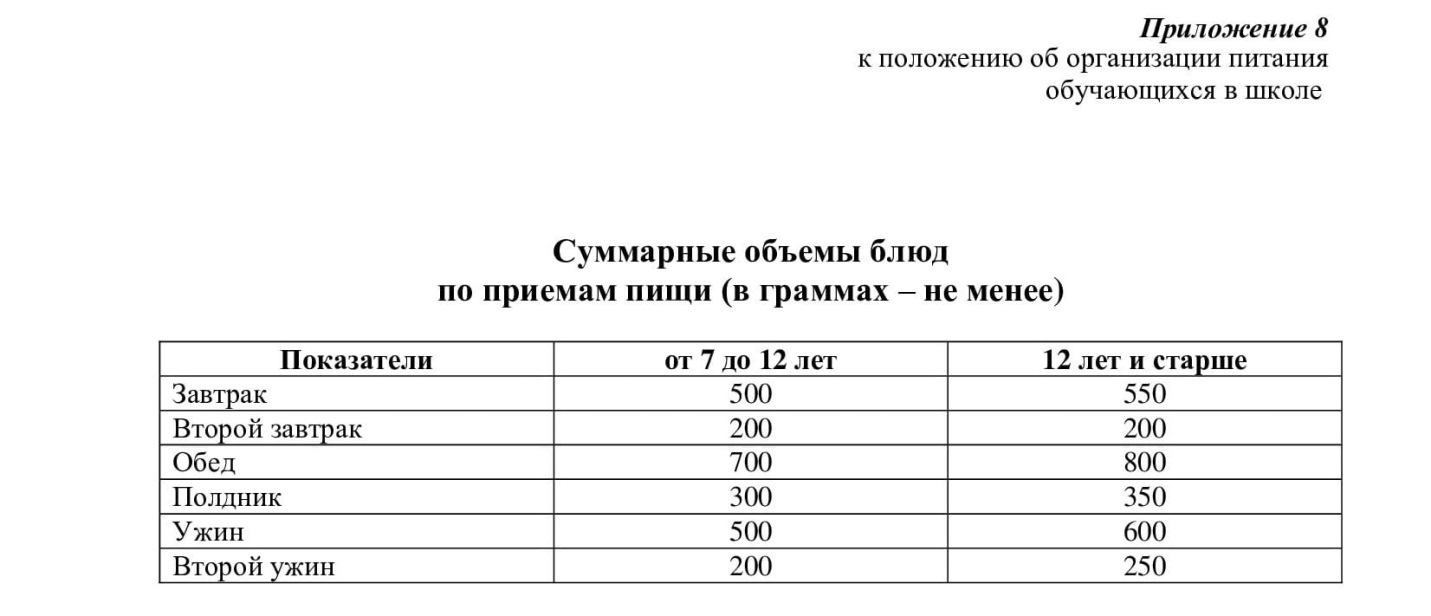 Приложение 8
к положению об организации питания
обучающихся в школе
Суммарные объемы блюд
по приемам пищи (в граммах – не менее)
Показатели от 7 до 12 лет 12 лет и старше
Завтрак 500 550
Второй завтрак 200 200
Обед 700 800
Полдник 300 350
Ужин 500 600
Второй ужин 200 250